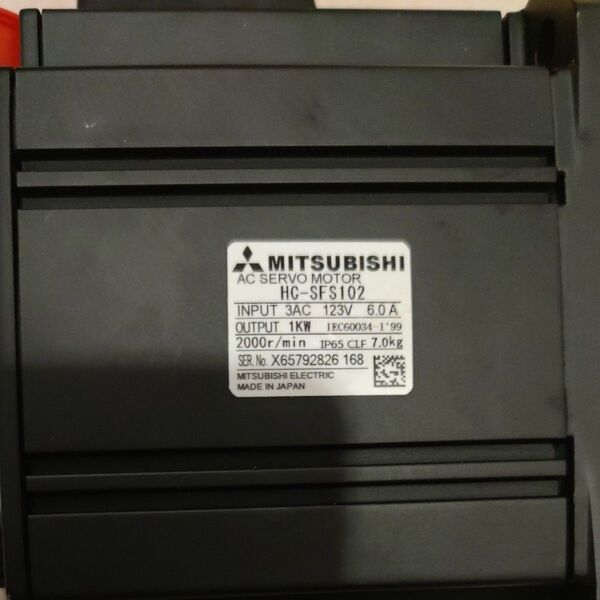 MITSUBISHI
AC SERVO MOTOR
HC-SFS102
INPUT 3AC 123V 6.0 A
OUTPUT 1KW IEC60034-1'99
2000r/min IP65 CLF 7.0kg
SER.No. X65792826 168
MITSUBISHI ELECTRIC
MADE IN JAPAN